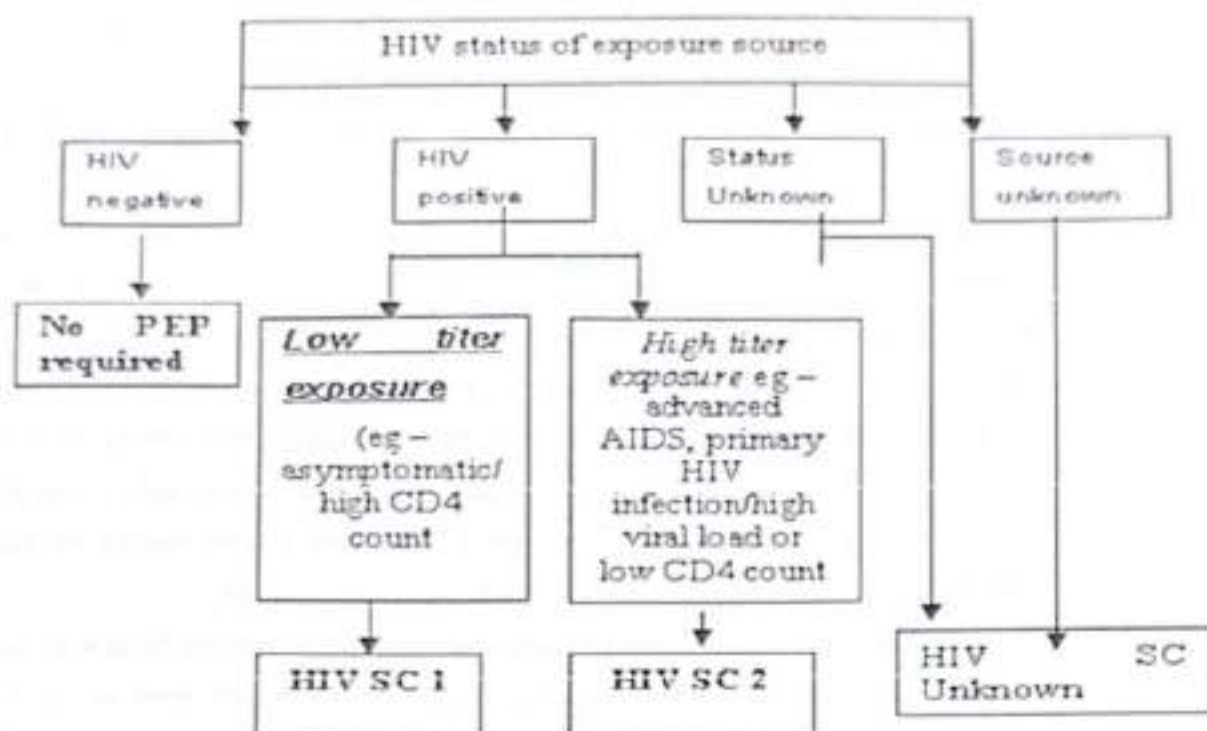 HIV status of exposure source
HIV
negative
HIV
positive
Status
Unknown
Source
unknown
No PEP
required
Low titer
exposure
(eg –
asymptomatic/
high CD4
count
High titer
exposure eg –
advanced
AIDS, primary
HIV
infection/high
viral load or
low CD4 count
HIV SC 1
HIV SC 2
HIV SC
Unknown